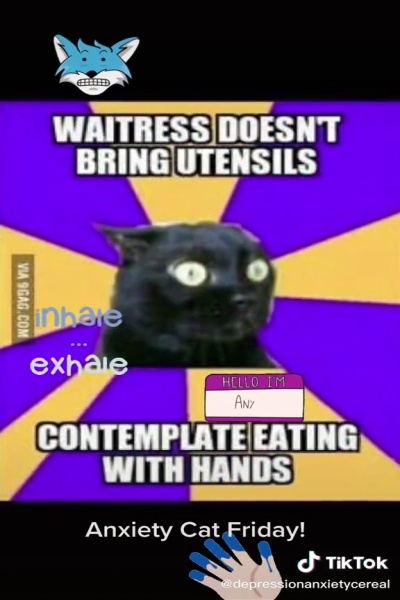 WAITRESS DOESN'T
BRING UTENSILS
VIA 9GAG.COM
inhale
...
exhale
HELLO I'M
ANY
CONTEMPLATE EATING
WITH HANDS
Anxiety Cat Friday!
TikTok
@depressionanxietycereal